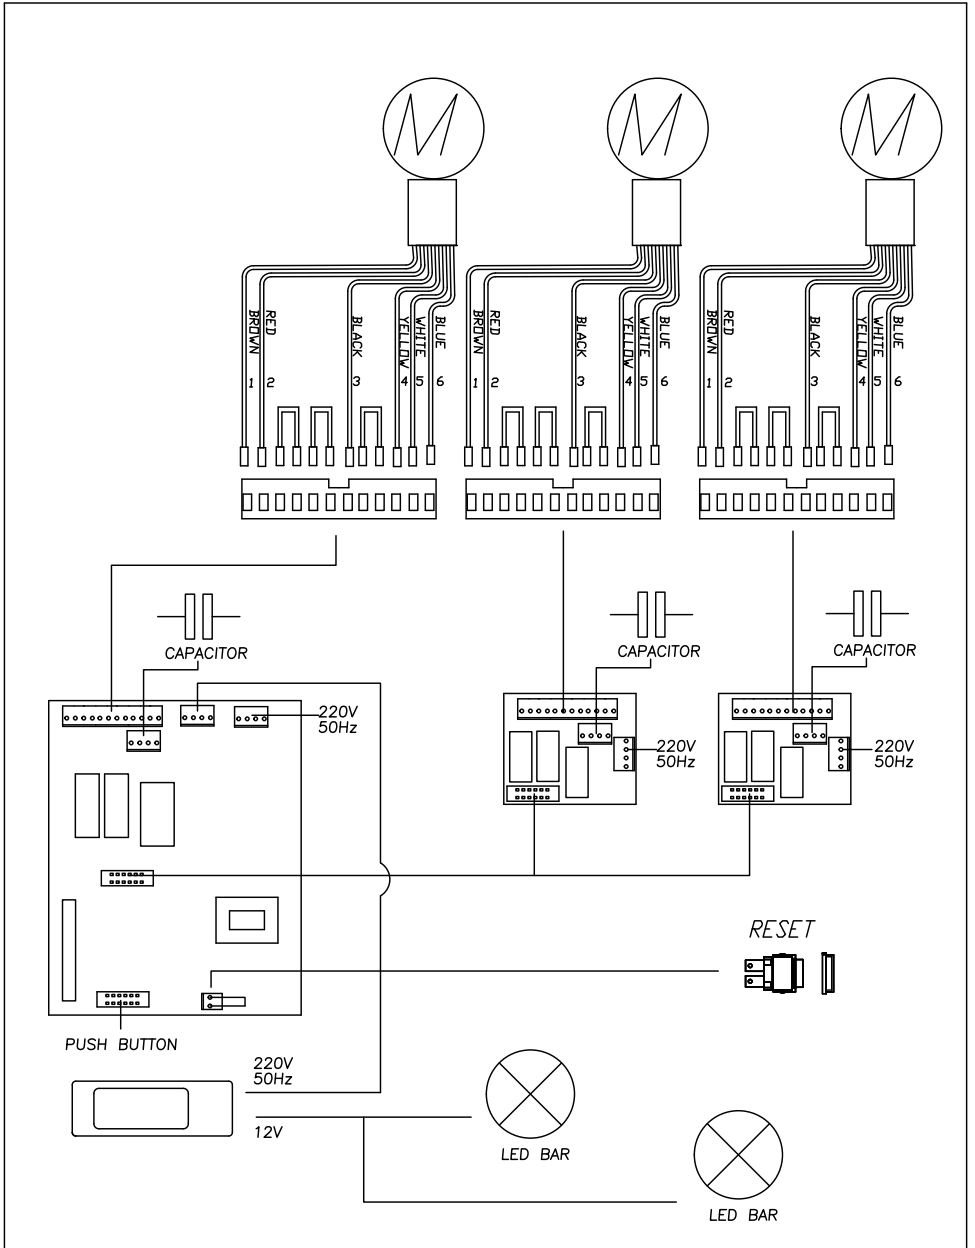 M M M
BROWN RED BLACK YELLOW WHITE BLUE
1 2 3 4 5 6
BROWN RED BLACK YELLOW WHITE BLUE
1 2 3 4 5 6
BROWN RED BLACK YELLOW WHITE BLUE
1 2 3 4 5 6
CAPACITOR
CAPACITOR
CAPACITOR
220V
50Hz
220V
50Hz
220V
50Hz
RESET
PUSH BUTTON
220V
50Hz
12V
LED BAR
LED BAR